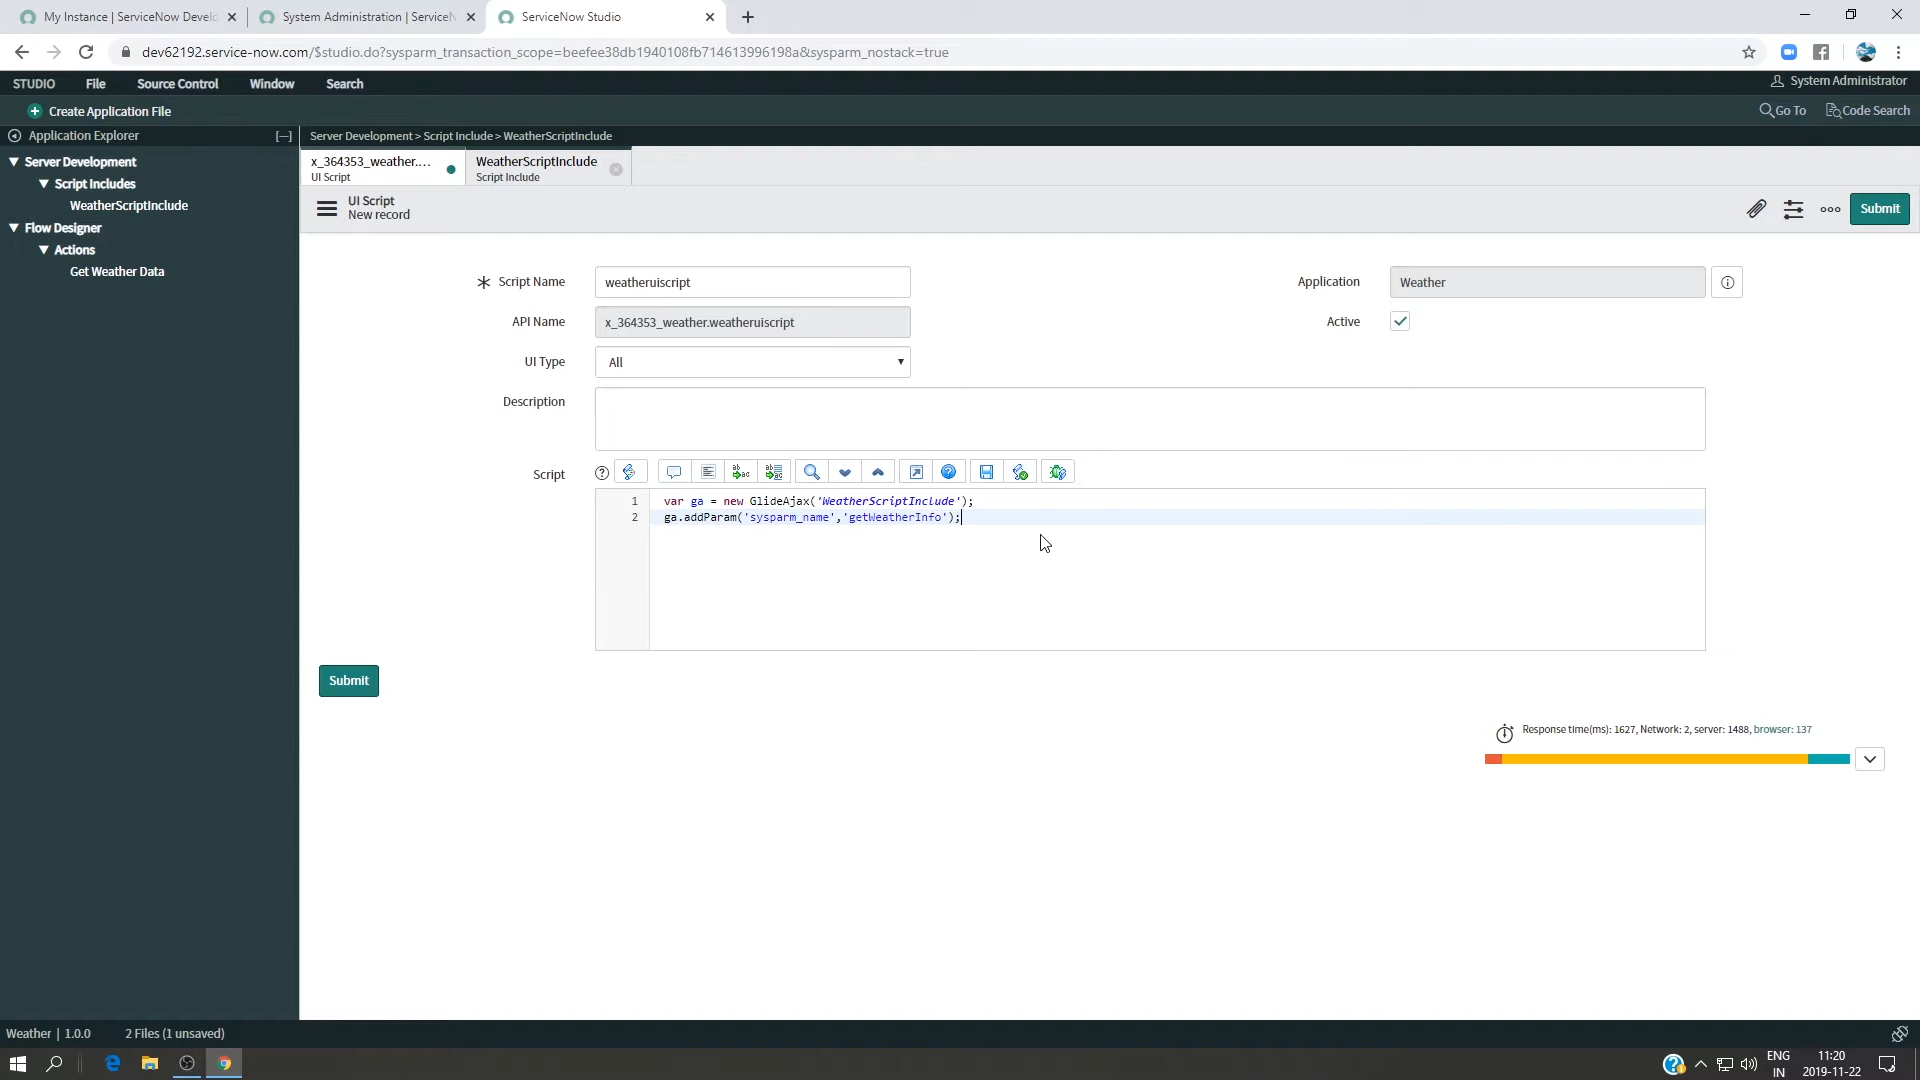 My Instance | ServiceNow Develo
System Administration | ServiceN
ServiceNow Studio
dev62192.service-now.com/$studio.do?sysparm_transaction_scope=beefee38db1940108fb714613996198a&sysparm_nostack=true
STUDIO File Source Control Window Search
System Administrator
Create Application File
Go To
Code Search
Application Explorer [—]
Server Development > Script Include > WeatherScriptInclude
Server Development
Script Includes
WeatherScriptInclude
Flow Designer
Actions
Get Weather Data
x_364353_weather....
UI Script
WeatherScriptInclude
Script Include
UI Script
New record
Submit
Script Name weatheruiscript
Application Weather
API Name x_364353_weather.weatheruiscript
Active
UI Type All
Description
Script
1 var ga = new GlideAjax('WeatherScriptInclude');
2 ga.addParam('sysparm_name','getWeatherInfo');
Submit
Response time(ms): 1627, Network: 2, server: 1488, browser: 137
Weather | 1.0.0 2 Files (1 unsaved)
ENG
IN
11:20
2019-11-22